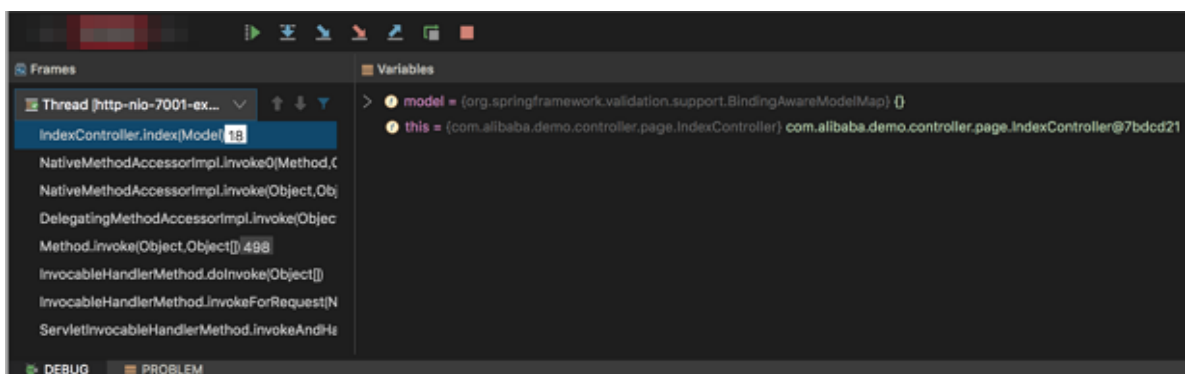 Frames
Variables
Thread [http-nio-7001-ex...
model = {org.springframework.validation.support.BindingAwareModelMap} {}
this = {com.alibaba.demo.controller.page.IndexController} com.alibaba.demo.controller.page.IndexController@7bdcd21
IndexController.index(Model) 18
NativeMethodAccessorImpl.invoke0(Method,O
NativeMethodAccessorImpl.invoke(Object,Obj
DelegatingMethodAccessorImpl.invoke(Objec
Method.invoke(Object,Object[]) 498
InvocableHandlerMethod.doInvoke(Object[])
InvocableHandlerMethod.invokeForRequest(N
ServletInvocableHandlerMethod.invokeAndHa
DEBUG
PROBLEM